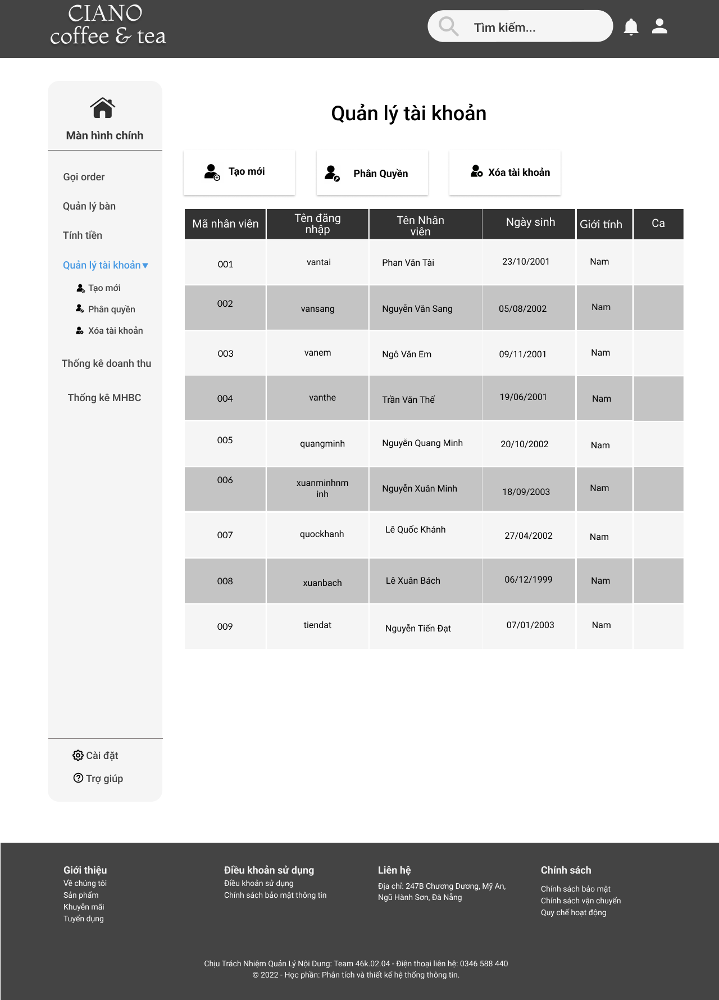 CIANO
coffee & tea
Tìm kiếm...
Màn hình chính
Gọi order
Quản lý bàn
Tính tiền
Quản lý tài khoản
Tạo mới
Phân quyền
Xóa tài khoản
Thống kê doanh thu
Thống kê MHBC
Cài đặt
Trợ giúp
Quản lý tài khoản
Tạo mới
Phân Quyền
Xóa tài khoản
Mã nhân viên
Tên đăng
nhập
Tên Nhân
viên
Ngày sinh
Giới tính
Ca
001
vantai
Phan Văn Tài
23/10/2001
Nam
002
vansang
Nguyễn Văn Sang
05/08/2002
Nam
003
vanem
Ngô Văn Em
09/11/2001
Nam
004
vanthe
Trần Văn Thế
19/06/2001
Nam
005
quangminh
Nguyễn Quang Minh
20/10/2002
Nam
006
xuanminhnm
inh
Nguyễn Xuân Minh
18/09/2003
Nam
007
quockhanh
Lê Quốc Khánh
27/04/2002
Nam
008
xuanbach
Lê Xuân Bách
06/12/1999
Nam
009
tiendat
Nguyễn Tiến Đạt
07/01/2003
Nam
Giới thiệu
Về chúng tôi
Sản phẩm
Khuyễn mãi
Tuyển dụng
Điều khoản sử dụng
Điều khoản sử dụng
Chính sách bảo mật thông tin
Liên hệ
Địa chỉ: 247B Chương Dương, Mỹ An,
Ngũ Hành Sơn, Đà Nẵng
Chính sách
Chính sách bảo mật
Chính sách vận chuyển
Quy chế hoạt động
Chịu Trách Nhiệm Quản Lý Nội Dung: Team 46k.02.04 - Điện thoại liên hệ: 0346 588 440
© 2022 - Học phần: Phân tích và thiết kế hệ thống thông tin.